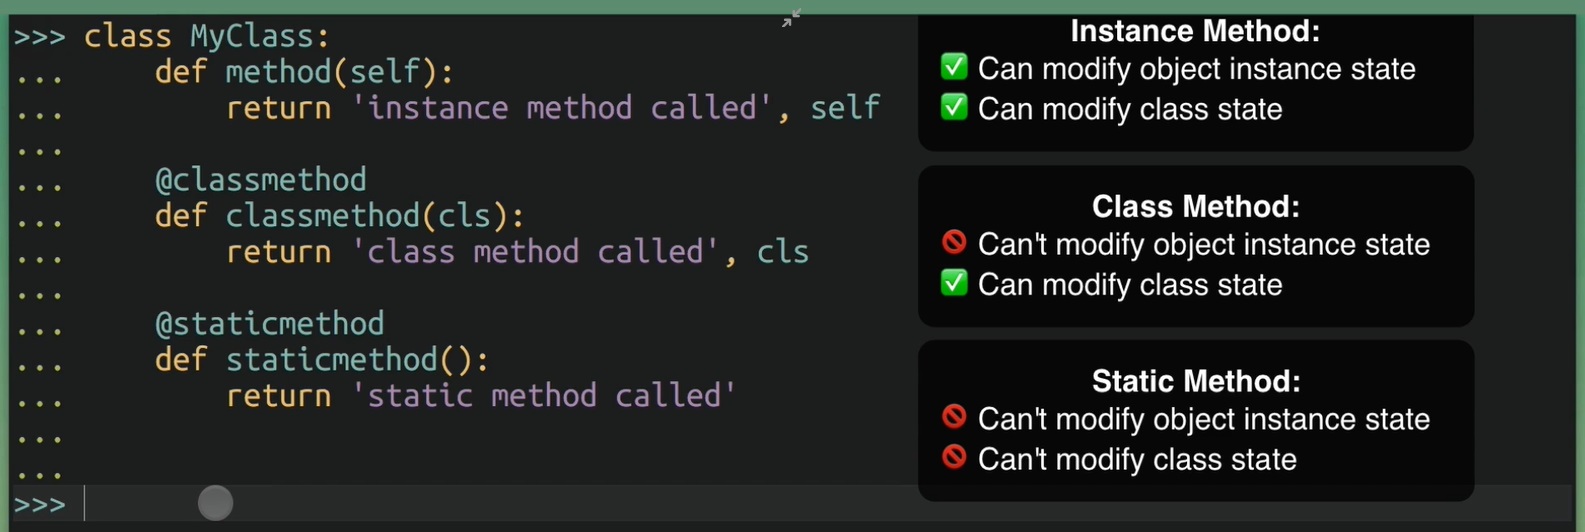 >>> class MyClass:
...     def method(self):
...         return 'instance method called', self
...
...     @classmethod
...     def classmethod(cls):
...         return 'class method called', cls
...
...     @staticmethod
...     def staticmethod():
...         return 'static method called'
...
...
>>>
Instance Method:
✅ Can modify object instance state
✅ Can modify class state
Class Method:
🚫 Can't modify object instance state
✅ Can modify class state
Static Method:
🚫 Can't modify object instance state
🚫 Can't modify class state